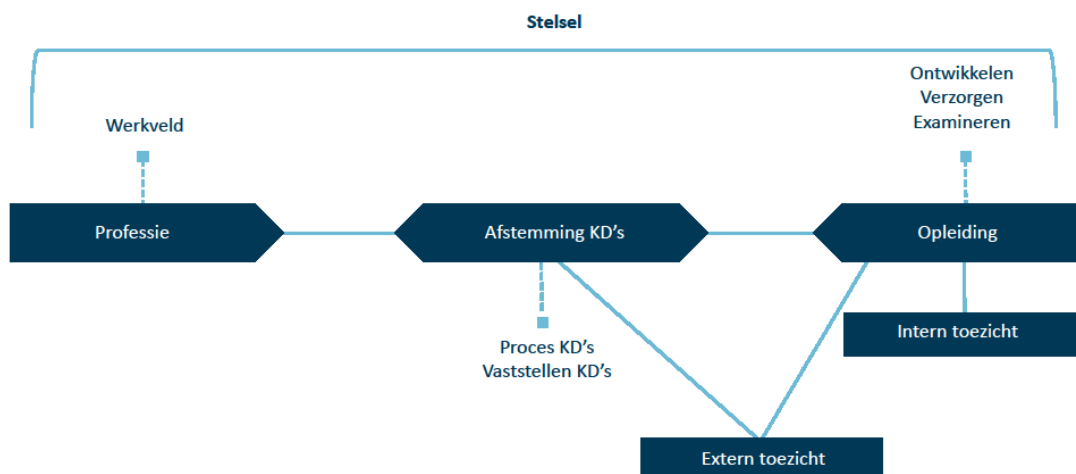 Stelsel
Ontwikkelen
Verzorgen
Examineren
Werkveld
Professie
Afstemming KD's
Opleiding
Intern toezicht
Proces KD's
Vaststellen KD's
Extern toezicht